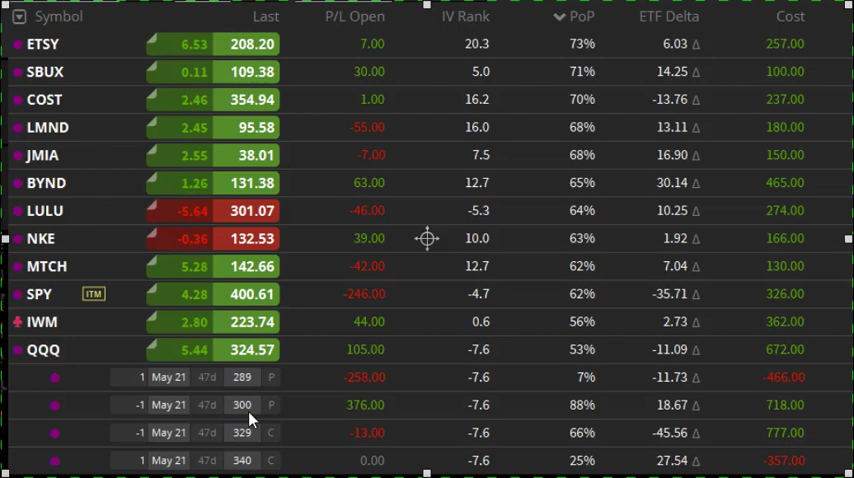 Symbol Last P/L Open IV Rank PoP ETF Delta Cost
ETSY 6.53 208.20 7.00 20.3 73% 6.03 Δ 257.00
SBUX 0.11 109.38 30.00 5.0 71% 14.25 Δ 100.00
COST 2.46 354.94 1.00 16.2 70% -13.76 Δ 237.00
LMND 2.45 95.58 -55.00 16.0 68% 13.11 Δ 180.00
JMIA 2.55 38.01 -7.00 7.5 68% 16.90 Δ 150.00
BYND 1.26 131.38 63.00 12.7 65% 30.14 Δ 465.00
LULU -5.64 301.07 -46.00 -5.3 64% 10.25 Δ 274.00
NKE -0.36 132.53 39.00 10.0 63% 1.92 Δ 166.00
MTCH 5.28 142.66 -42.00 12.7 62% 7.04 Δ 130.00
SPY ITM 4.28 400.61 -246.00 -4.7 62% -35.71 Δ 326.00
IWM 2.80 223.74 44.00 0.6 56% 2.73 Δ 362.00
QQQ 5.44 324.57 105.00 -7.6 53% -11.09 Δ 672.00
1 May 21 47d 289 P -258.00 -7.6 7% -11.73 Δ -466.00
-1 May 21 47d 300 P 376.00 -7.6 88% 18.67 Δ 718.00
-1 May 21 47d 329 C -13.00 -7.6 66% -45.56 Δ 777.00
1 May 21 47d 340 C 0.00 -7.6 25% 27.54 Δ -357.00